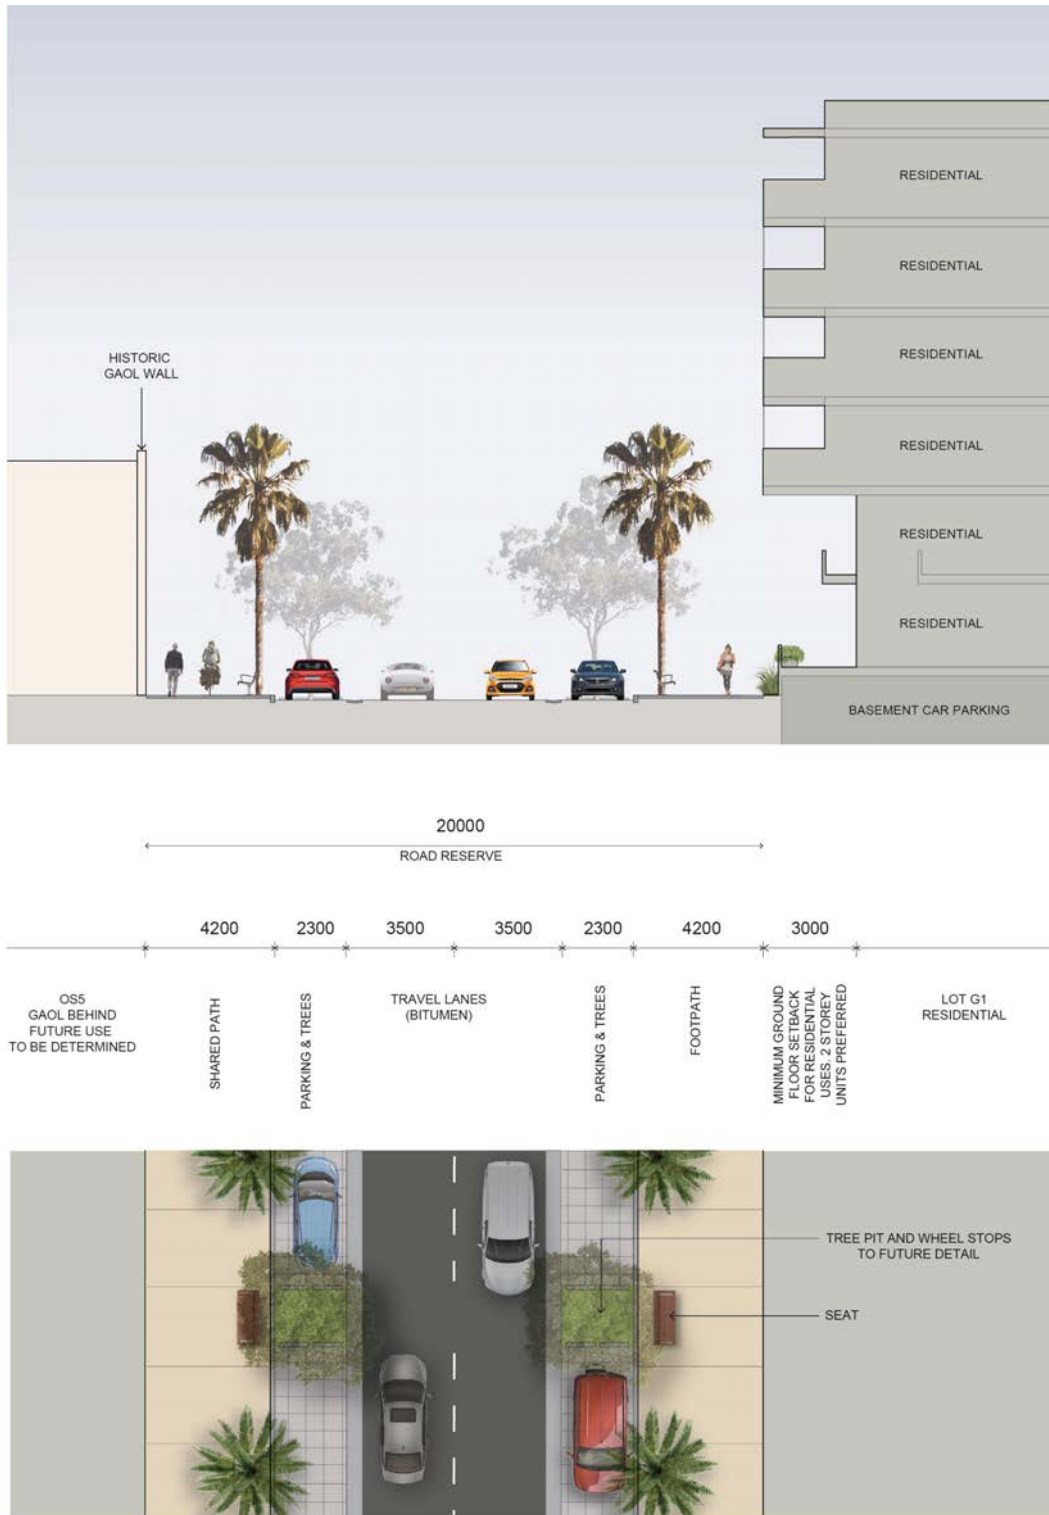 RESIDENTIAL
RESIDENTIAL
RESIDENTIAL
HISTORIC
GAOL WALL
RESIDENTIAL
RESIDENTIAL
RESIDENTIAL
BASEMENT CAR PARKING
20000
ROAD RESERVE
4200
2300
3500
3500
2300
4200
3000
OS5
GAOL BEHIND
FUTURE USE
TO BE DETERMINED
SHARED PATH
PARKING & TREES
TRAVEL LANES
(BITUMEN)
PARKING & TREES
FOOTPATH
MINIMUM GROUND
FLOOR SETBACK
FOR RESIDENTIAL
USES. 2 STOREY
UNITS PREFERRED
LOT G1
RESIDENTIAL
TREE PIT AND WHEEL STOPS
TO FUTURE DETAIL
SEAT